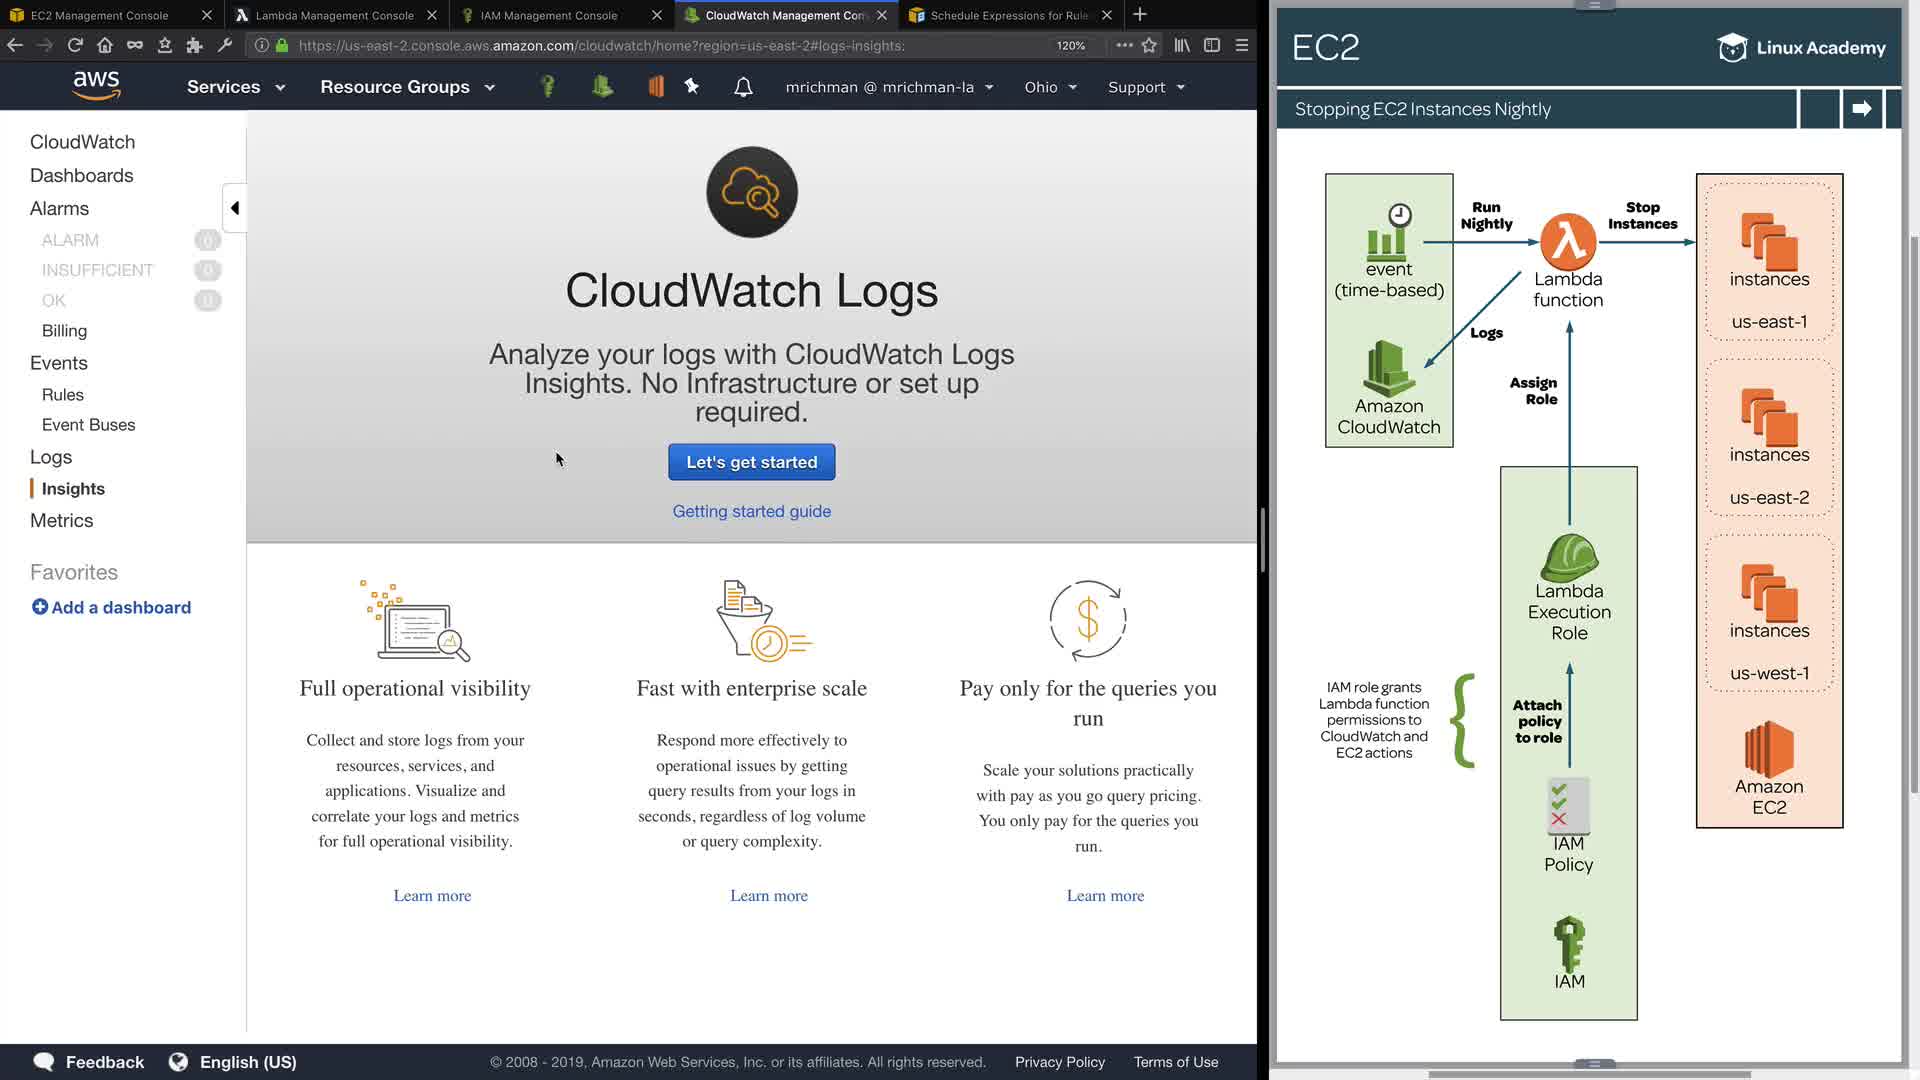 EC2 Management Console
Lambda Management Console
IAM Management Console
CloudWatch Management Con
Schedule Expressions for Rule
https://us-east-2.console.aws.amazon.com/cloudwatch/home?region=us-east-2#logs-insights:
120%
aws
Services
Resource Groups
mrichman @ mrichman-la
Ohio
Support
CloudWatch
Dashboards
Alarms
ALARM
0
INSUFFICIENT
0
OK
0
Billing
Events
Rules
Event Buses
Logs
Insights
Metrics
Favorites
Add a dashboard
CloudWatch Logs
Analyze your logs with CloudWatch Logs
Insights. No Infrastructure or set up
required.
Let's get started
Getting started guide
Full operational visibility
Collect and store logs from your
resources, services, and
applications. Visualize and
correlate your logs and metrics
for full operational visibility.
Learn more
Fast with enterprise scale
Respond more effectively to
operational issues by getting
query results from your logs in
seconds, regardless of log volume
or query complexity.
Learn more
Pay only for the queries you
run
Scale your solutions practically
with pay as you go query pricing.
You only pay for the queries you
run.
Learn more
Feedback
English (US)
© 2008 - 2019, Amazon Web Services, Inc. or its affiliates. All rights reserved.
Privacy Policy
Terms of Use
EC2
Linux Academy
Stopping EC2 Instances Nightly
event
(time-based)
Run
Nightly
Lambda
function
Stop
Instances
instances
us-east-1
Logs
Amazon
CloudWatch
Assign
Role
instances
us-east-2
Lambda
Execution
Role
instances
us-west-1
IAM role grants
Lambda function
permissions to
CloudWatch and
EC2 actions
Attach
policy
to role
Amazon
EC2
IAM
Policy
IAM